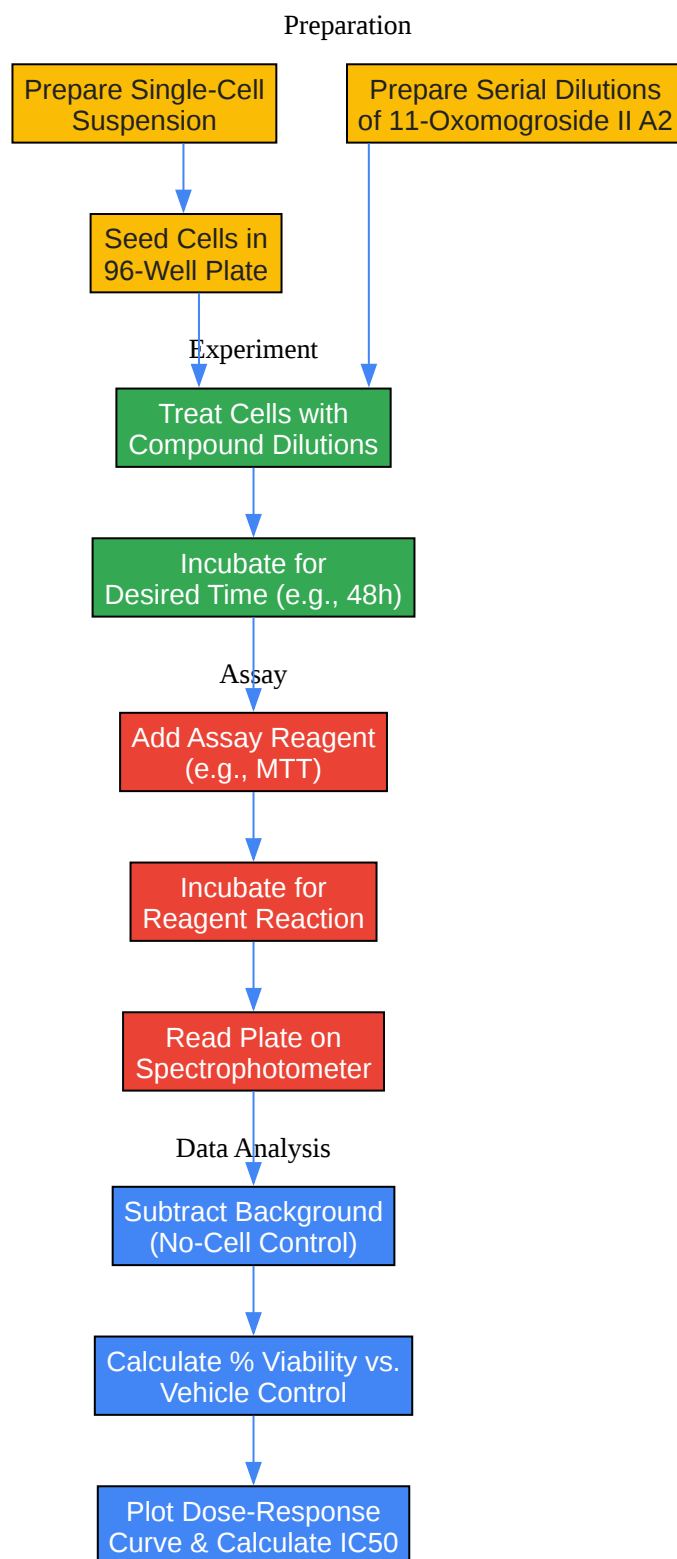 Preparation
Prepare Single-Cell
Suspension
Prepare Serial Dilutions
of 11-Oxomogroside II A2
Seed Cells in
96-Well Plate
Experiment
Treat Cells with
Compound Dilutions
Incubate for
Desired Time (e.g., 48h)
Assay
Add Assay Reagent
(e.g., MTT)
Incubate for
Reagent Reaction
Read Plate on
Spectrophotometer
Data Analysis
Subtract Background
(No-Cell Control)
Calculate % Viability vs.
Vehicle Control
Plot Dose-Response
Curve & Calculate IC50